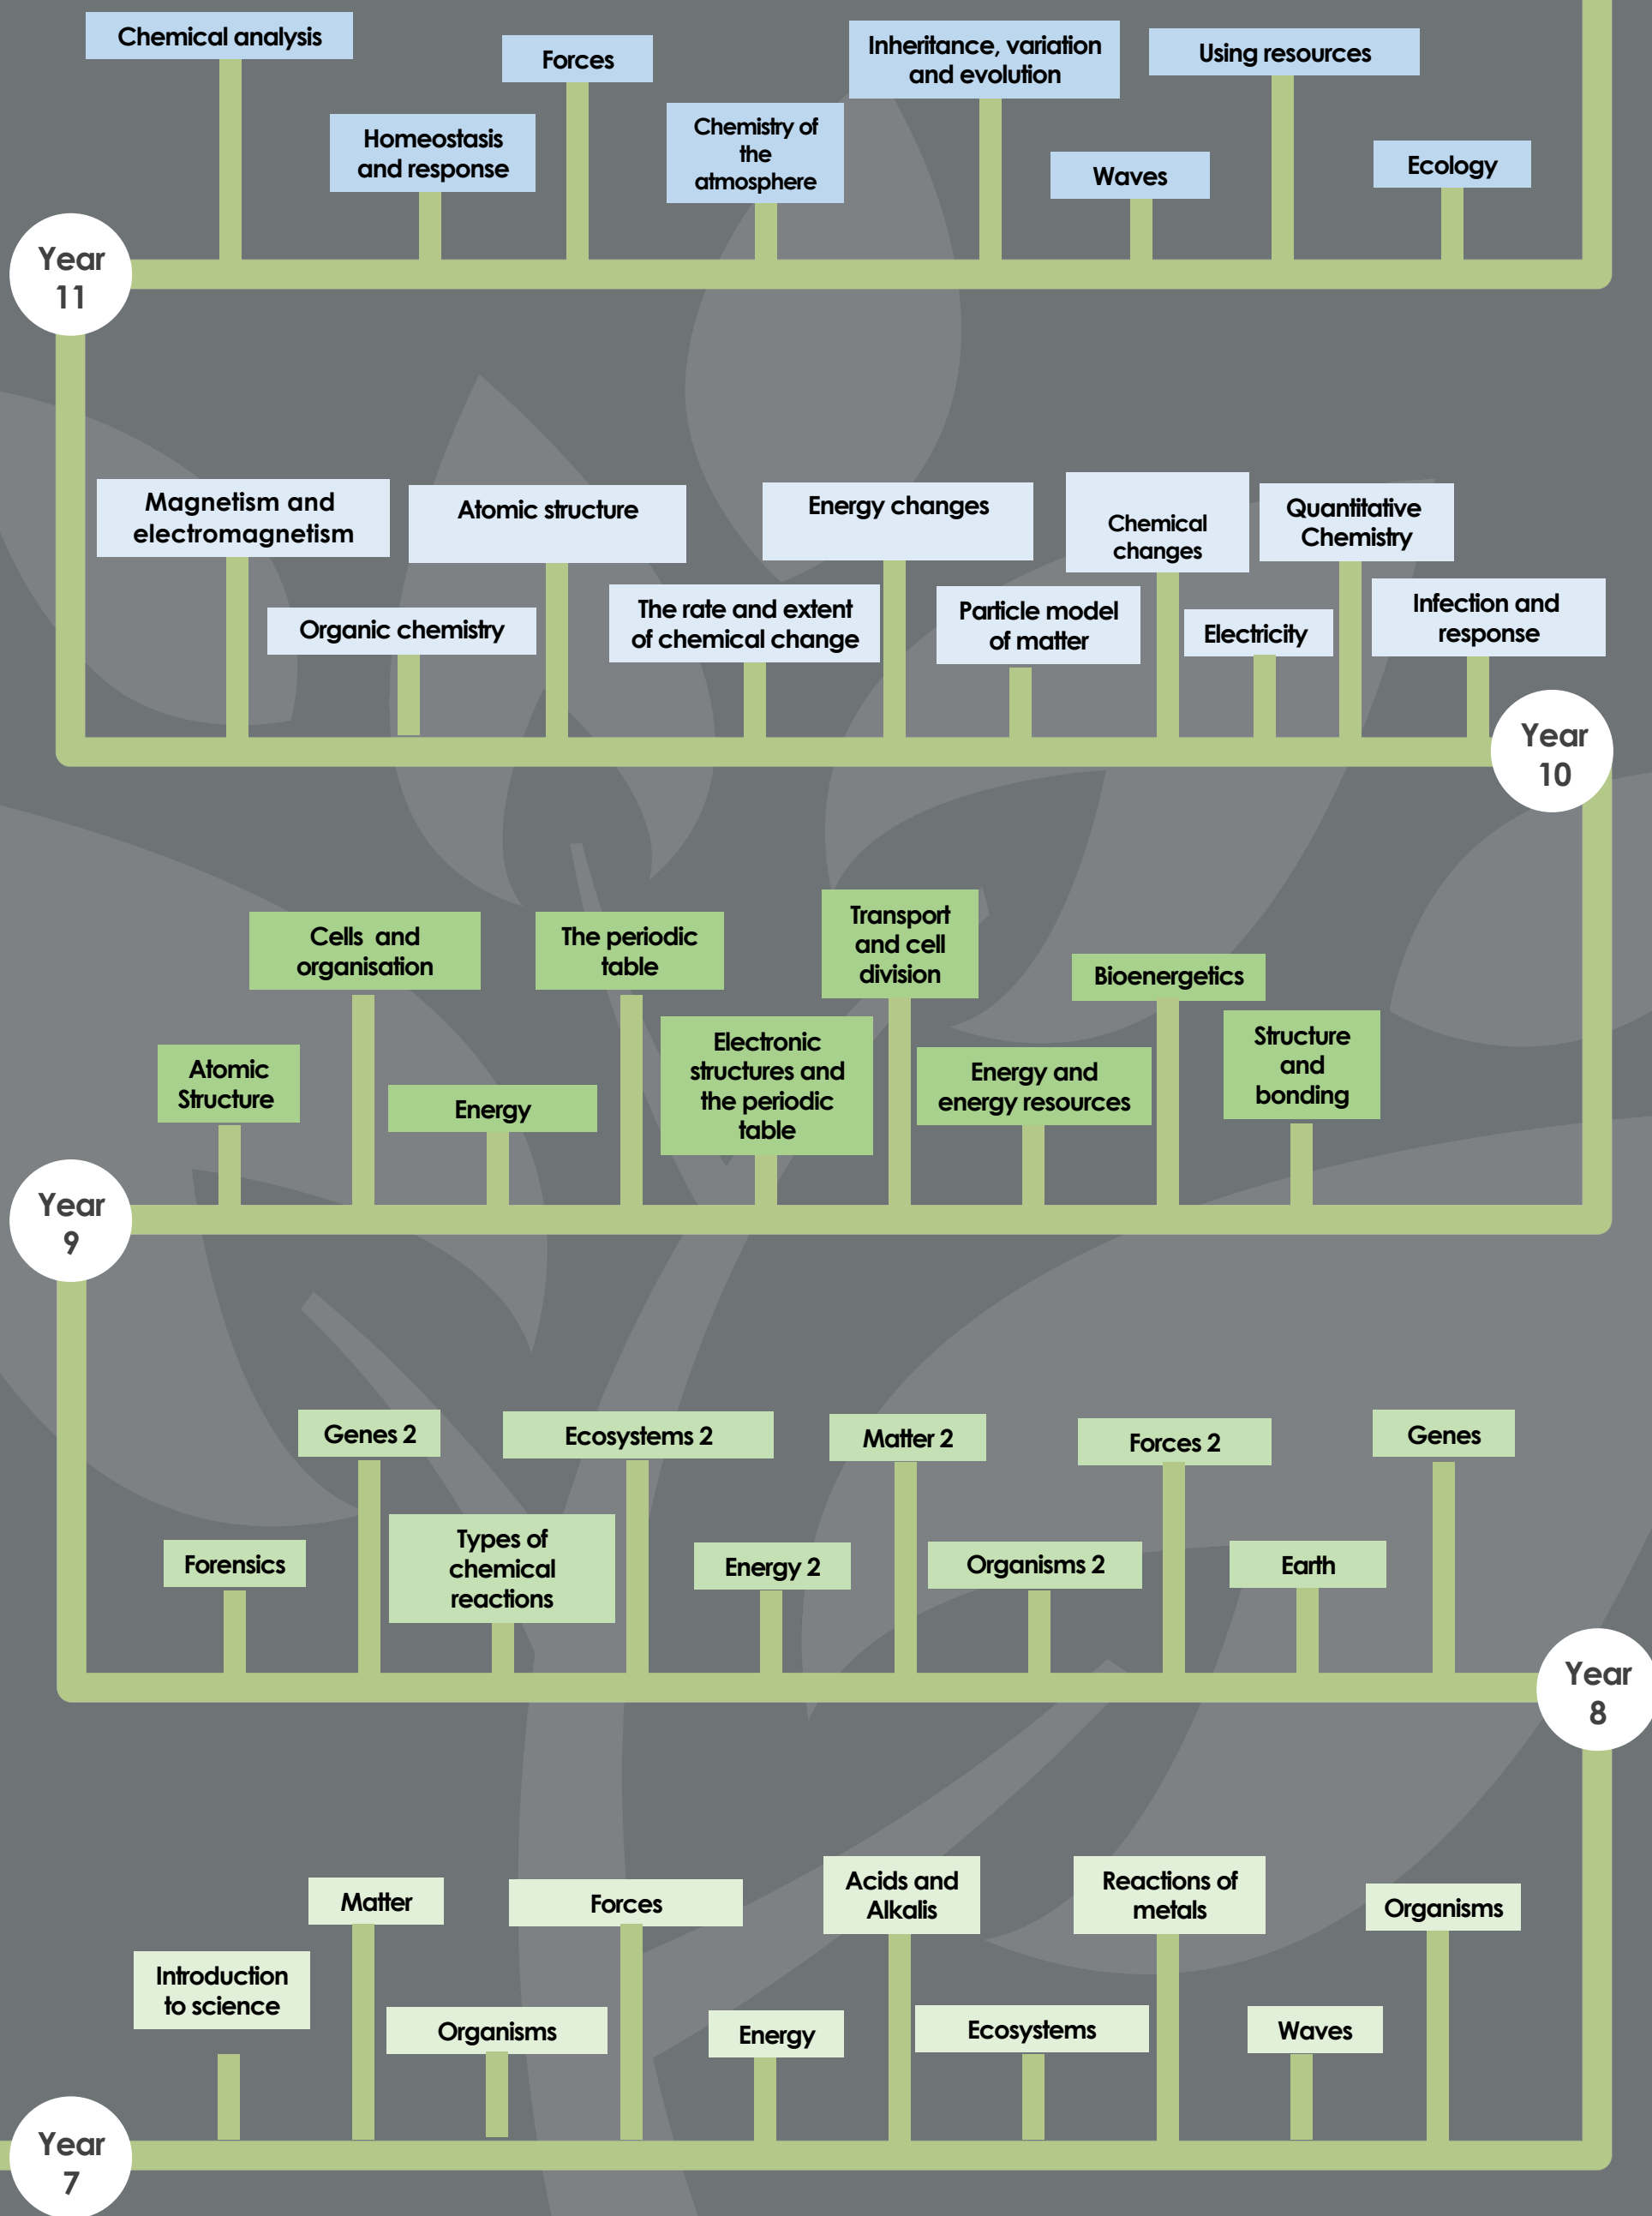 Chemical analysis
Homeostasis
and response
Forces
Chemistry of
the
atmosphere
Inheritance, variation
and evolution
Waves
Using resources
Ecology
Year
11
Magnetism and
electromagnetism
Organic chemistry
Atomic structure
The rate and extent
of chemical change
Energy changes
Particle model
of matter
Chemical
changes
Electricity
Quantitative
Chemistry
Infection and
response
Year
10
Atomic
Structure
Cells and
organisation
Energy
The periodic
table
Electronic
structures and
the periodic
table
Transport
and cell
division
Energy and
energy resources
Bioenergetics
Structure
and
bonding
Year
9
Forensics
Genes 2
Types of
chemical
reactions
Ecosystems 2
Energy 2
Matter 2
Organisms 2
Forces 2
Earth
Genes
Year
8
Introduction
to science
Matter
Organisms
Forces
Energy
Acids and
Alkalis
Ecosystems
Reactions of
metals
Waves
Organisms
Year
7